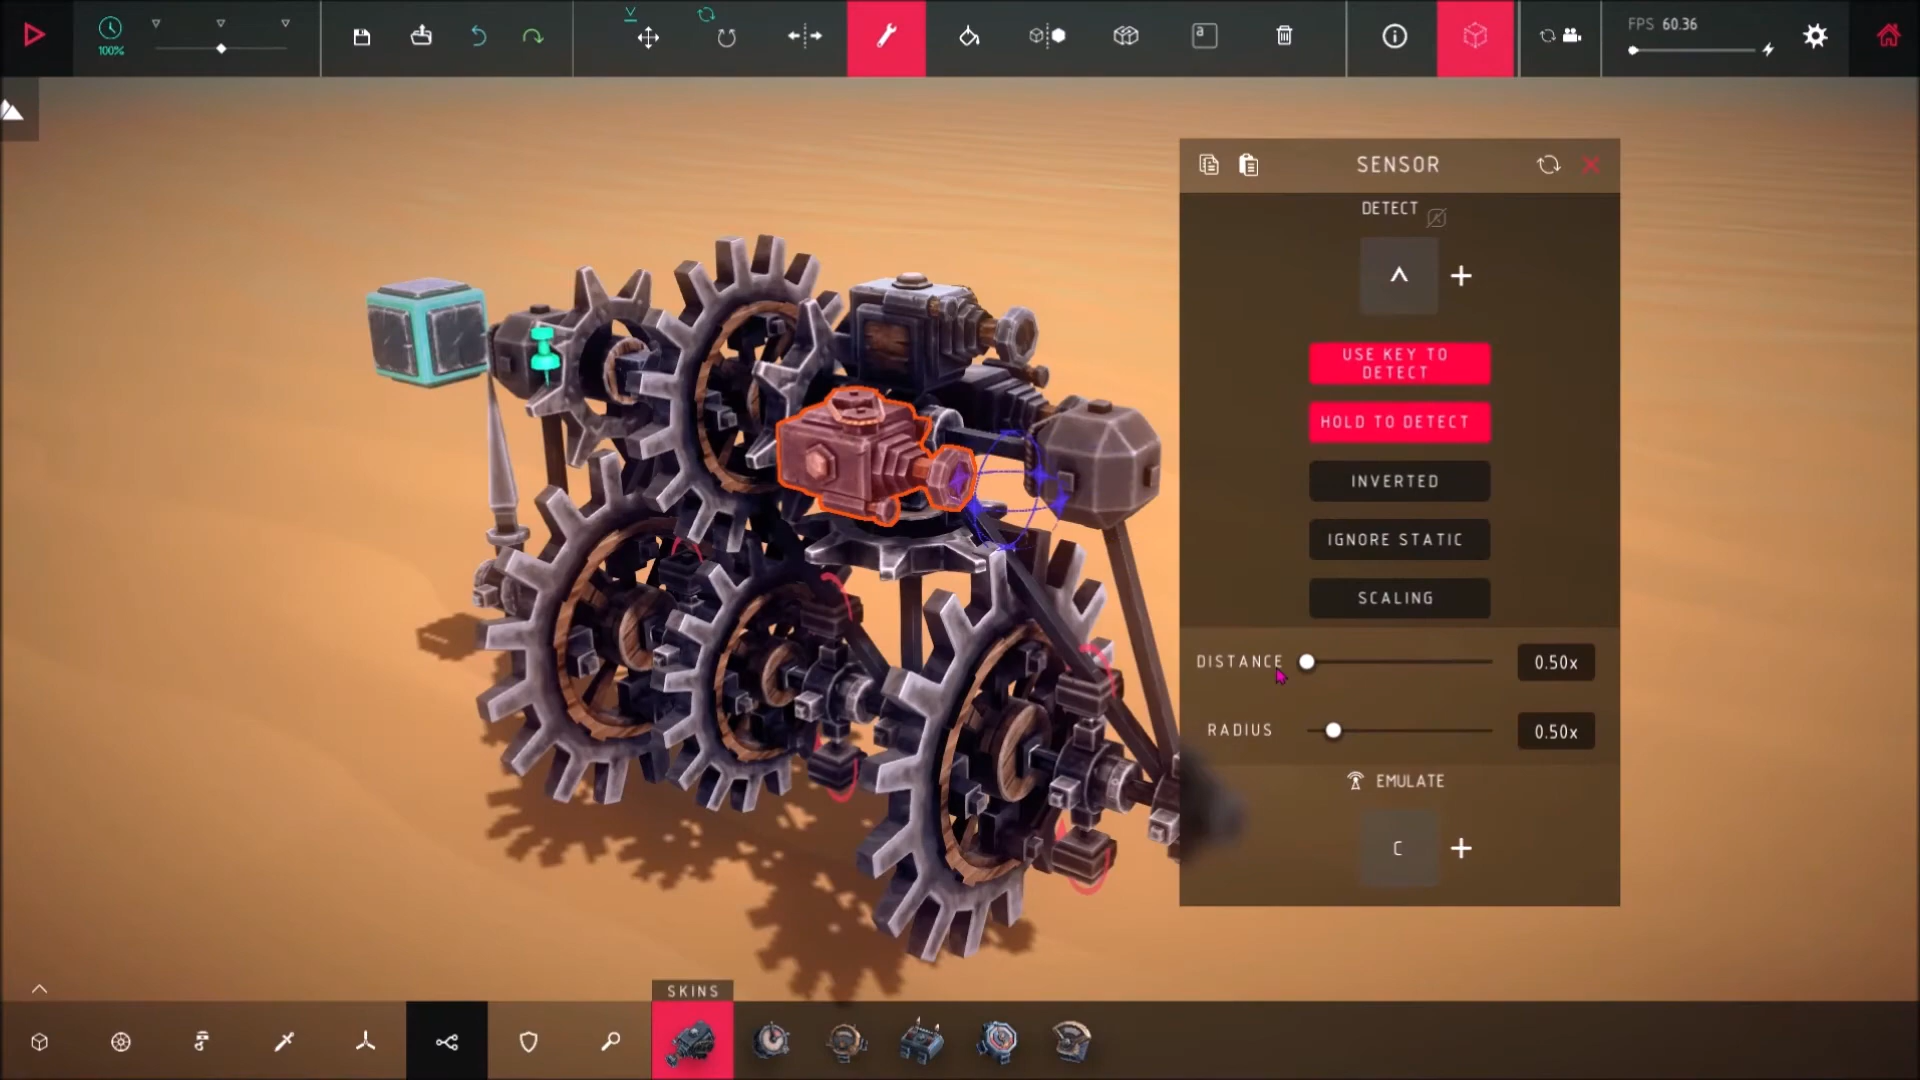 100%
a
FPS 60.36
SENSOR
DETECT
^
+
USE KEY TO
DETECT
HOLD TO DETECT
INVERTED
IGNORE STATIC
SCALING
DISTANCE
0.50x
RADIUS
0.50x
EMULATE
C
+
SKINS